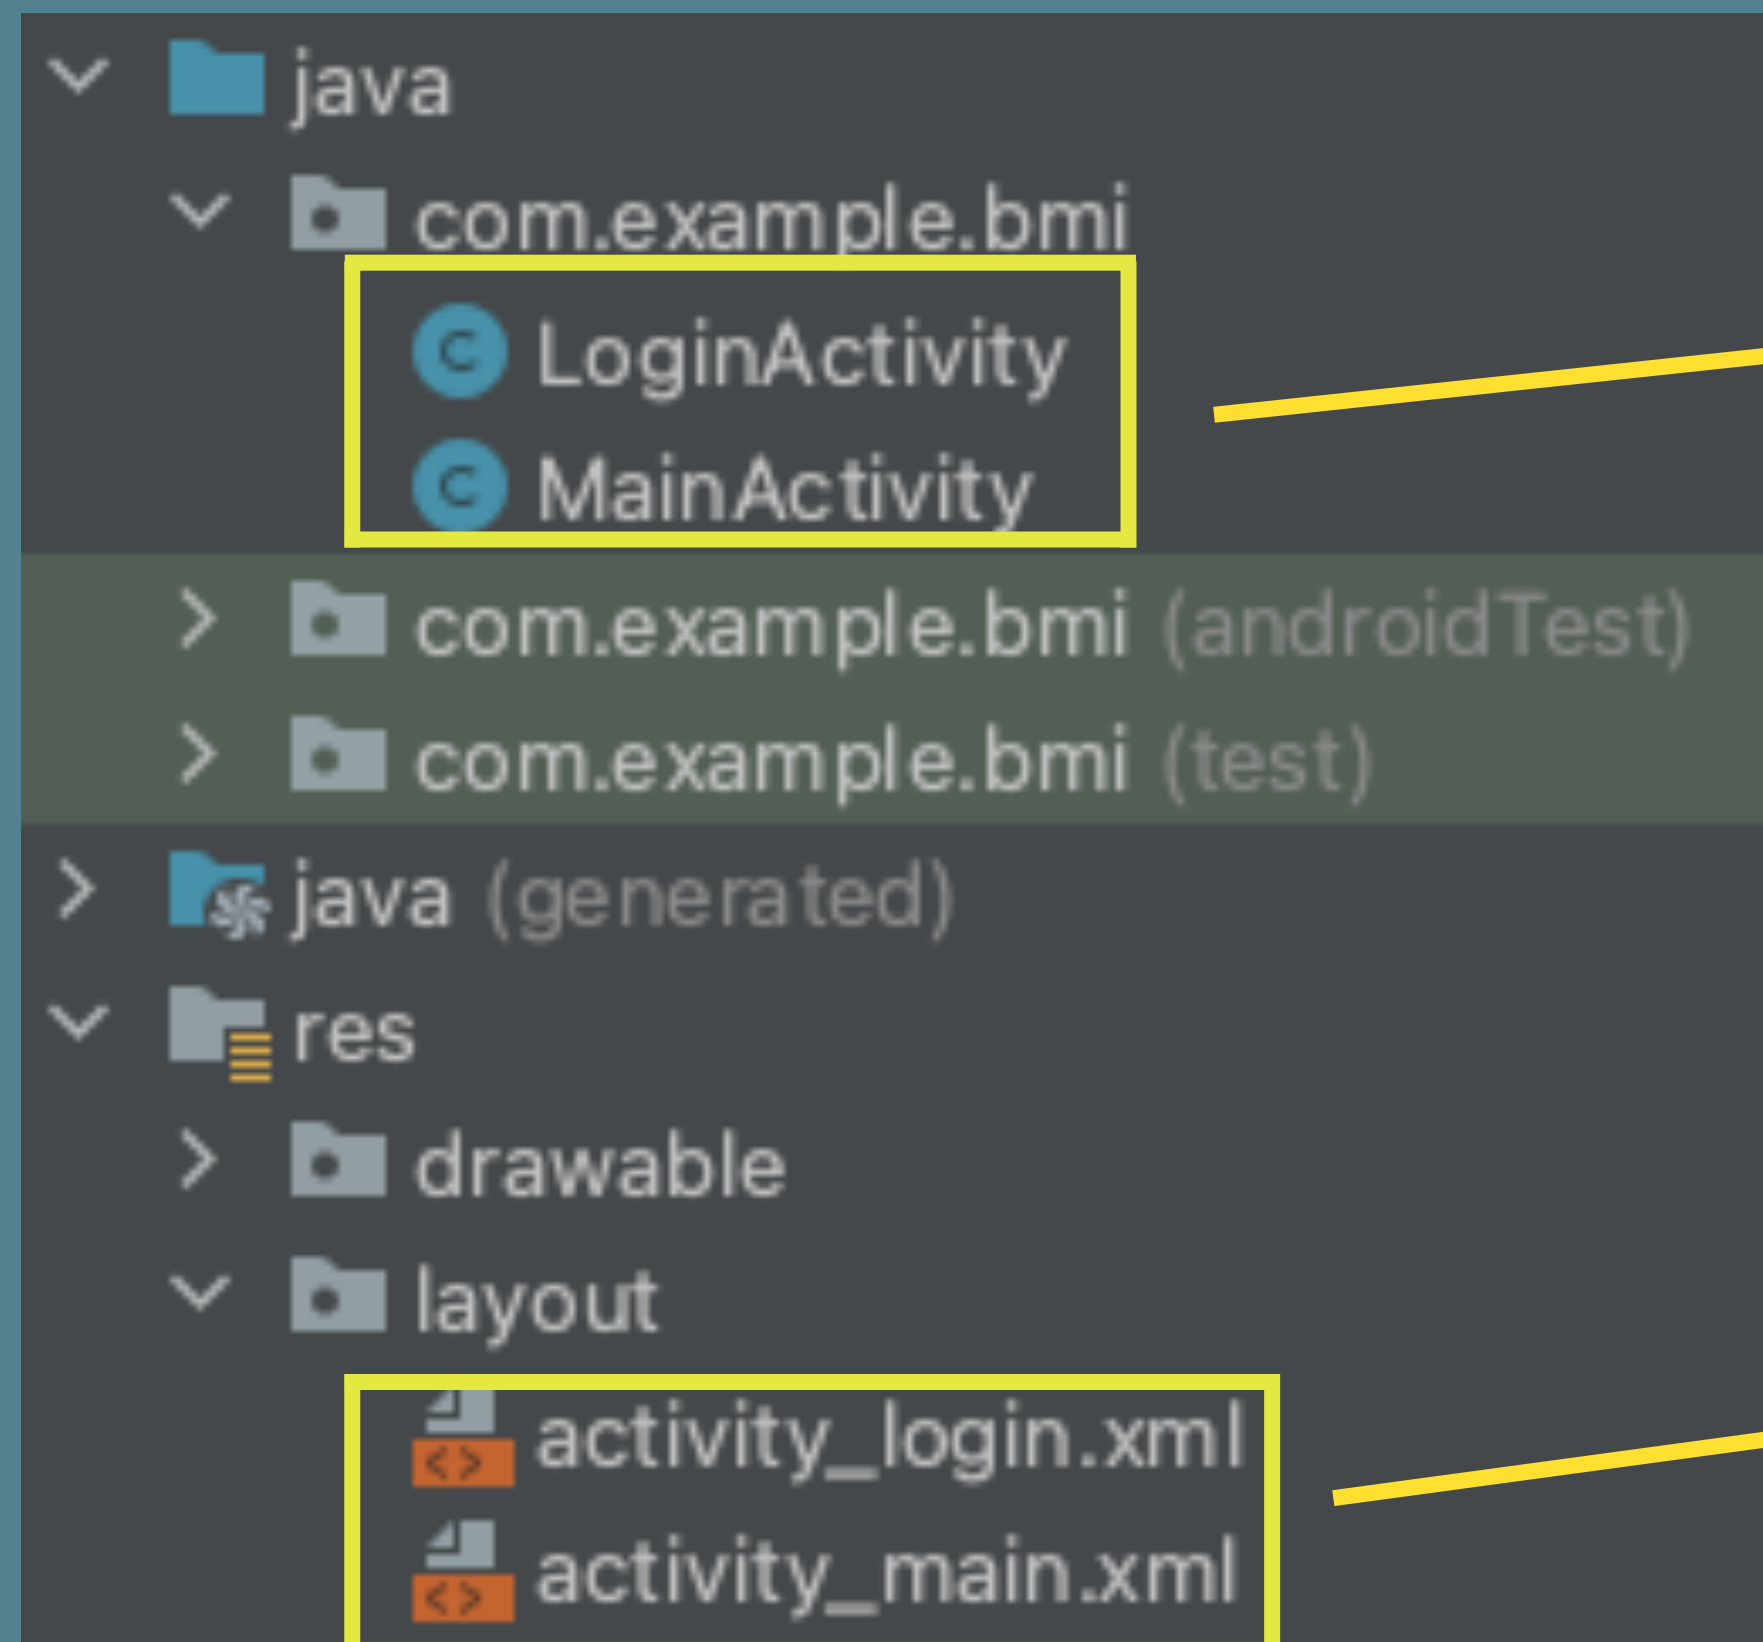 java
com.example.bmi
C LoginActivity
C MainActivity
com.example.bmi (androidTest)
com.example.bmi (test)
java (generated)
res
drawable
layout
<> activity_login.xml
<> activity_main.xml